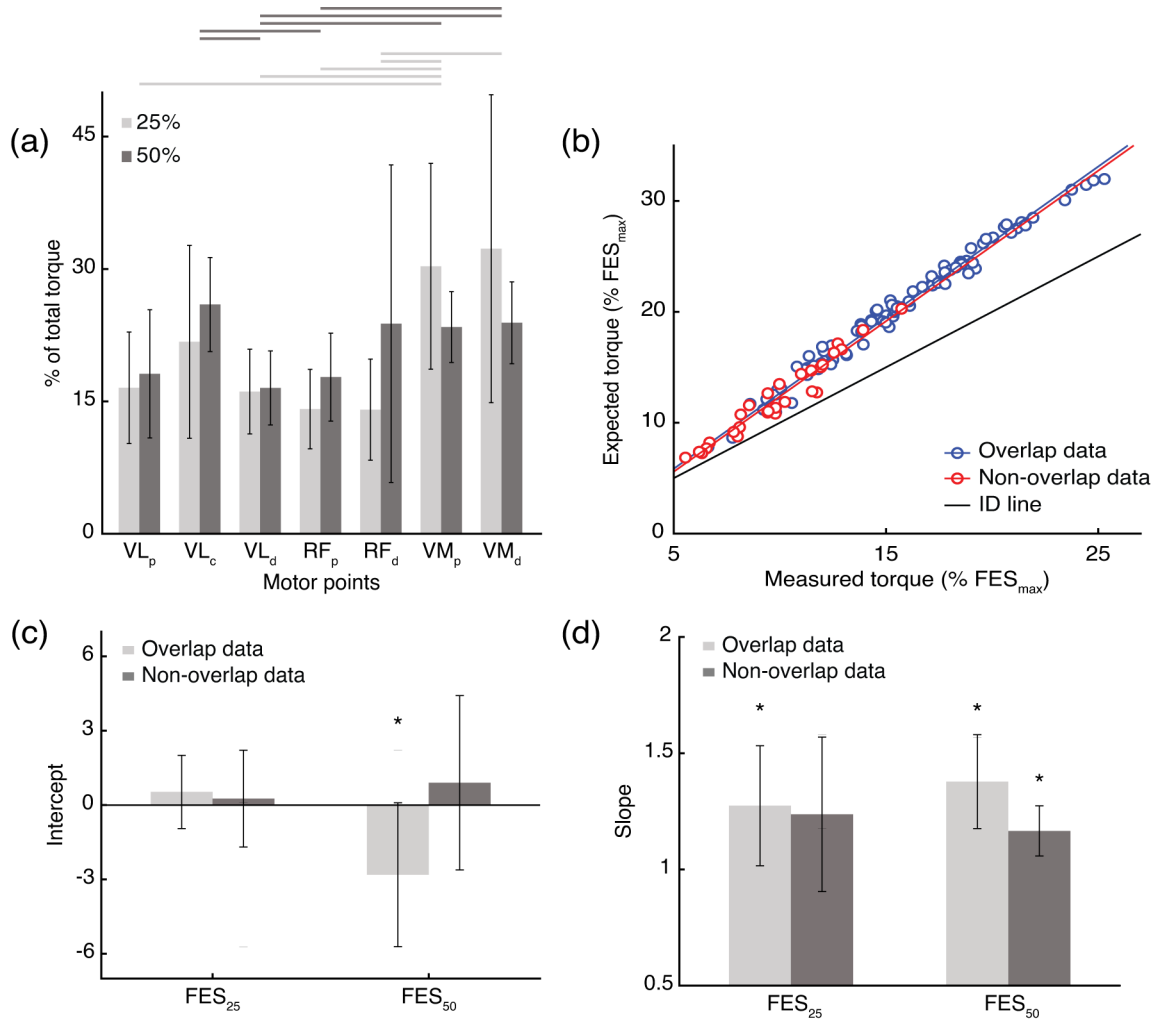 (a)
% of total torque
45
30
15
0
25%
50%
VLp VLc VLd RFp RFd VMp VMd
Motor points
(b)
Expected torque (% FESmax)
30
20
10
0
Overlap data
Non-overlap data
ID line
5 15 25
Measured torque (% FESmax)
(c)
Intercept
6
3
0
-3
-6
Overlap data
Non-overlap data
*
FES25 FES50
(d)
Slope
2
1.5
1
0.5
Overlap data
Non-overlap data
* * *
FES25 FES50